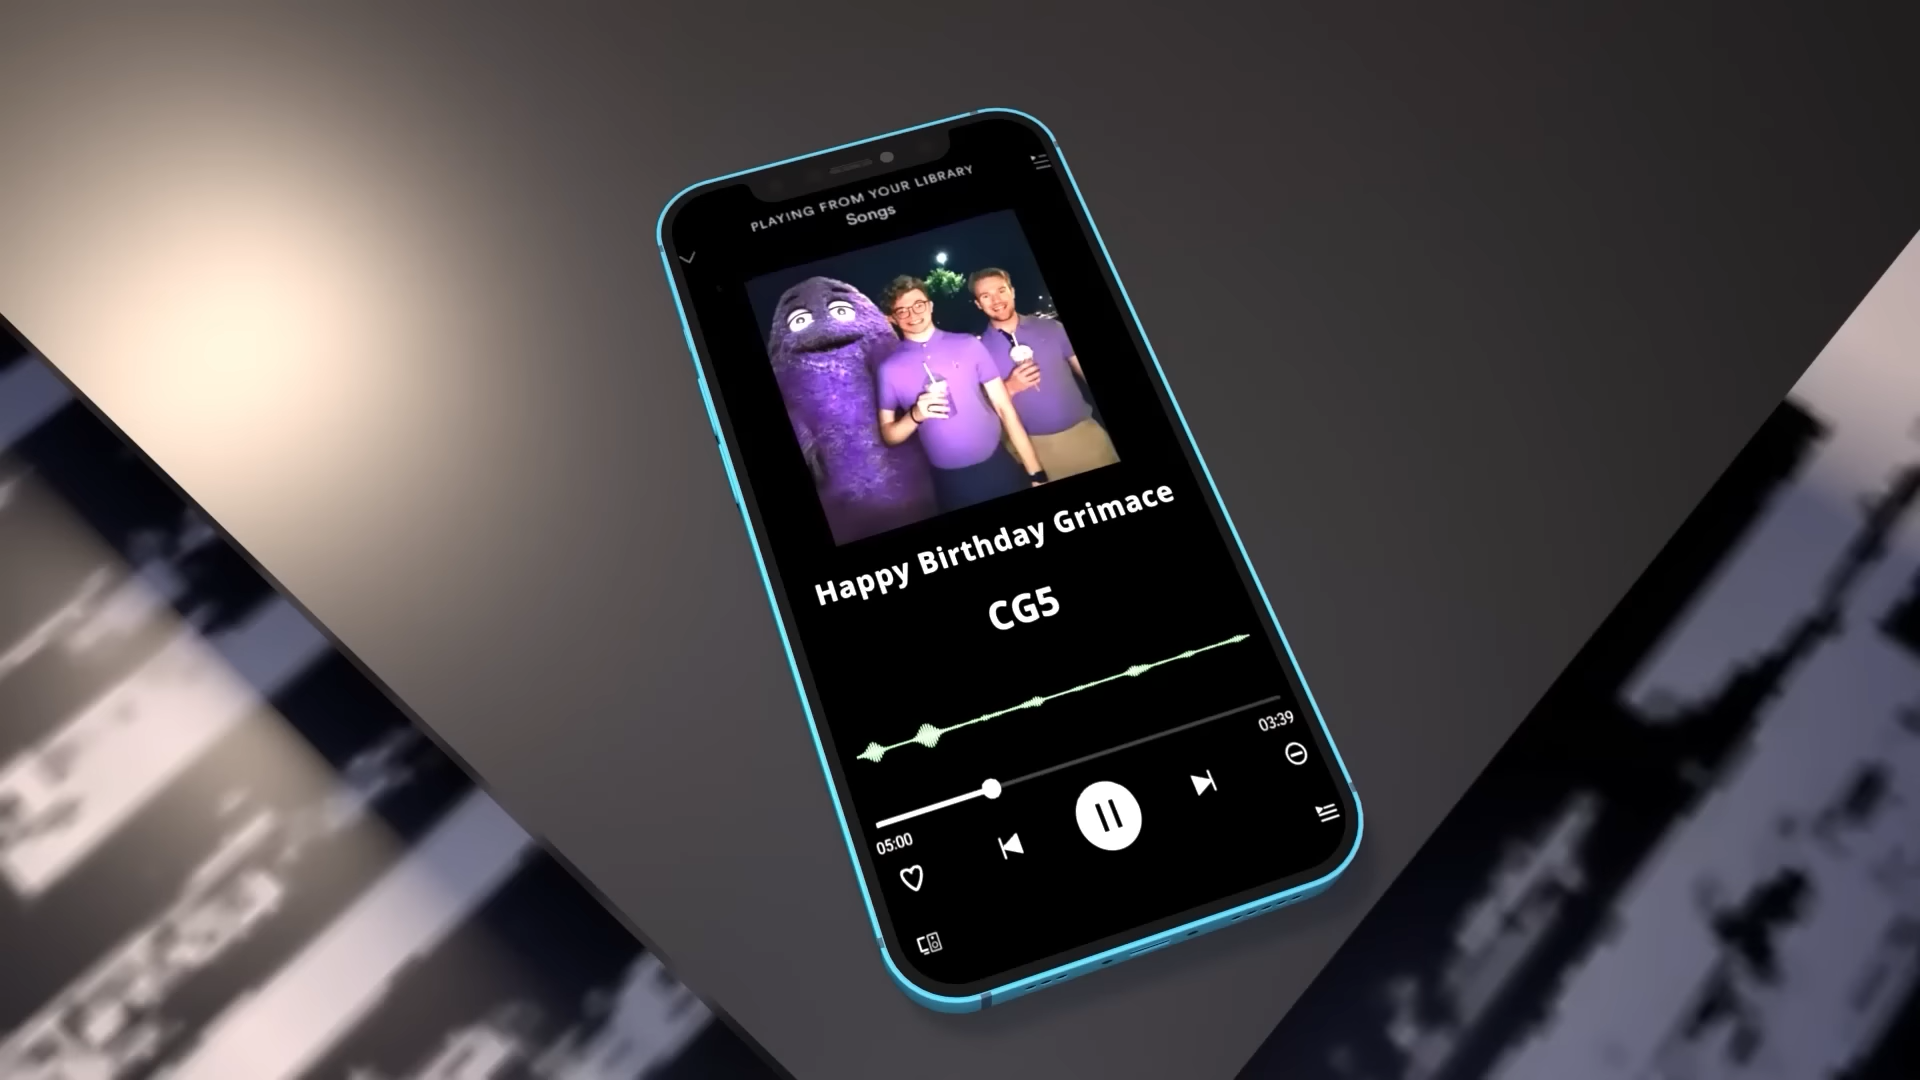 PLAYING FROM YOUR LIBRARY
Songs
Happy Birthday Grimace
CG5
03:39
05:00